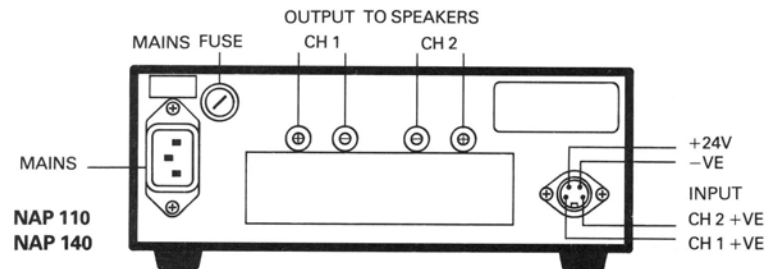 OUTPUT TO SPEAKERS
MAINS FUSE CH 1 CH 2
MAINS
+24V
−VE
INPUT
CH 2 +VE
CH 1 +VE
NAP 110
NAP 140